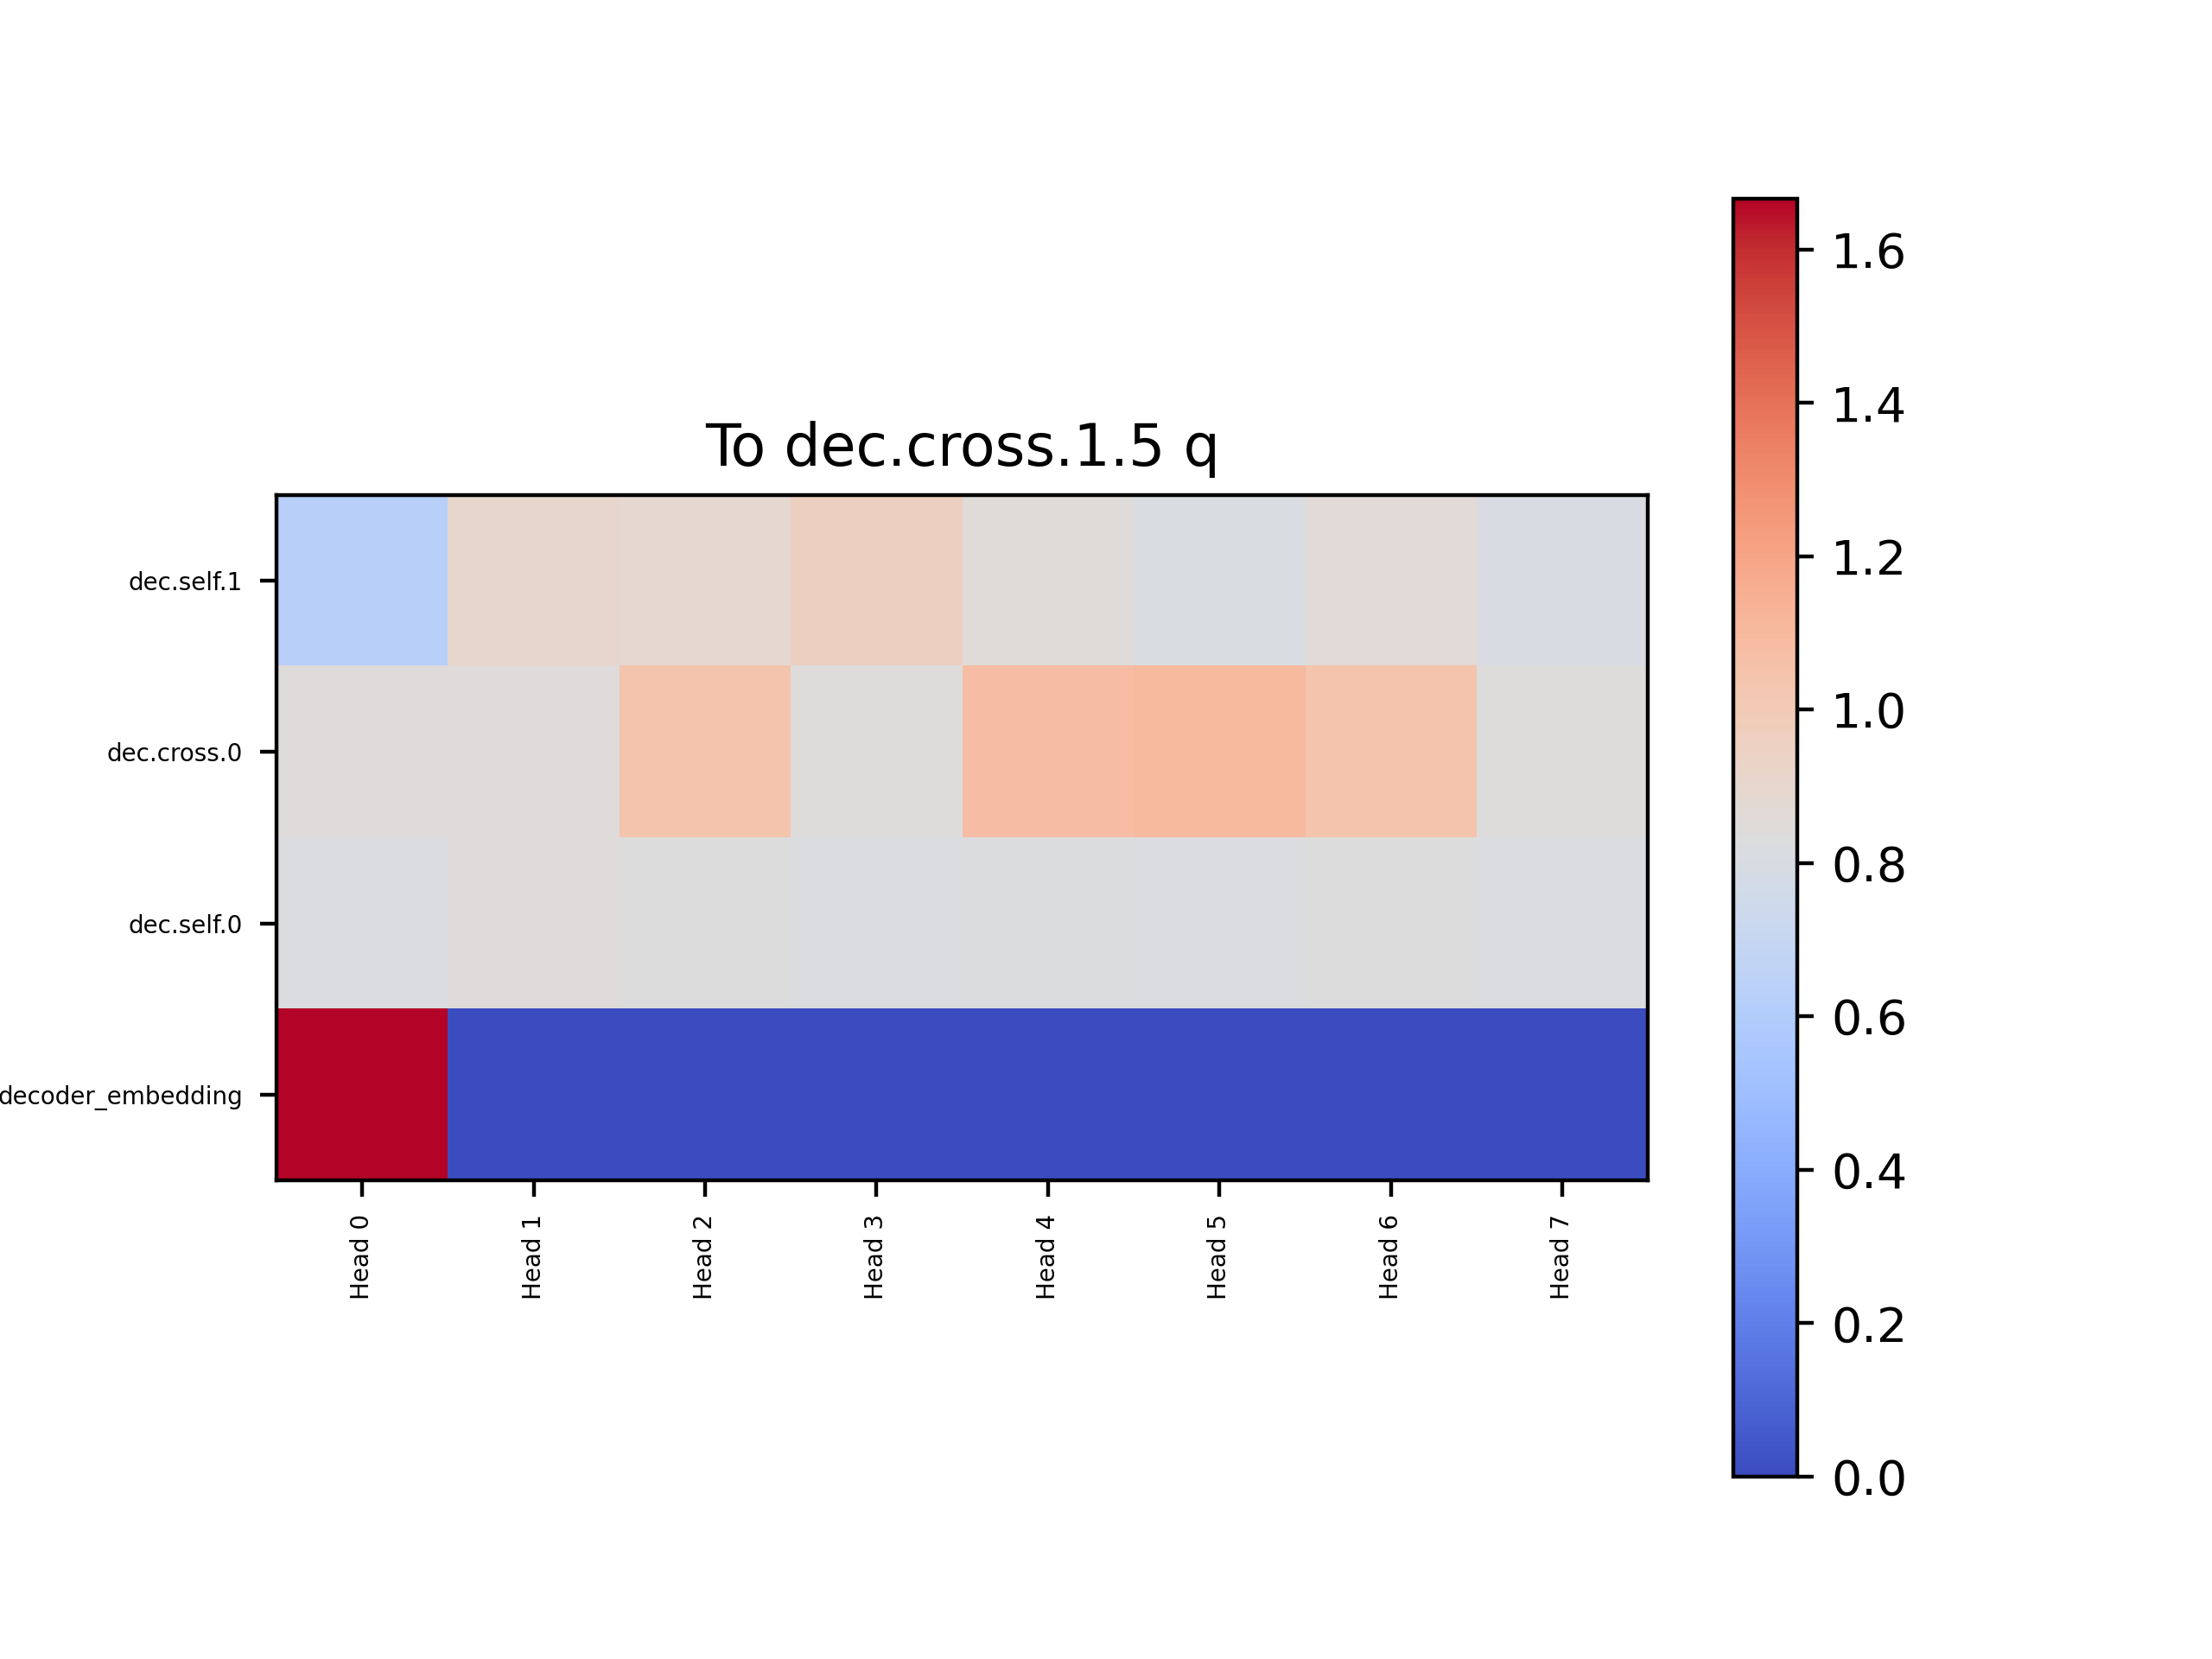 To dec.cross.1.5 q
dec.self.1
dec.cross.0
dec.self.0
decoder_embedding
Head 0
Head 1
Head 2
Head 3
Head 4
Head 5
Head 6
Head 7
1.6
1.4
1.2
1.0
0.8
0.6
0.4
0.2
0.0